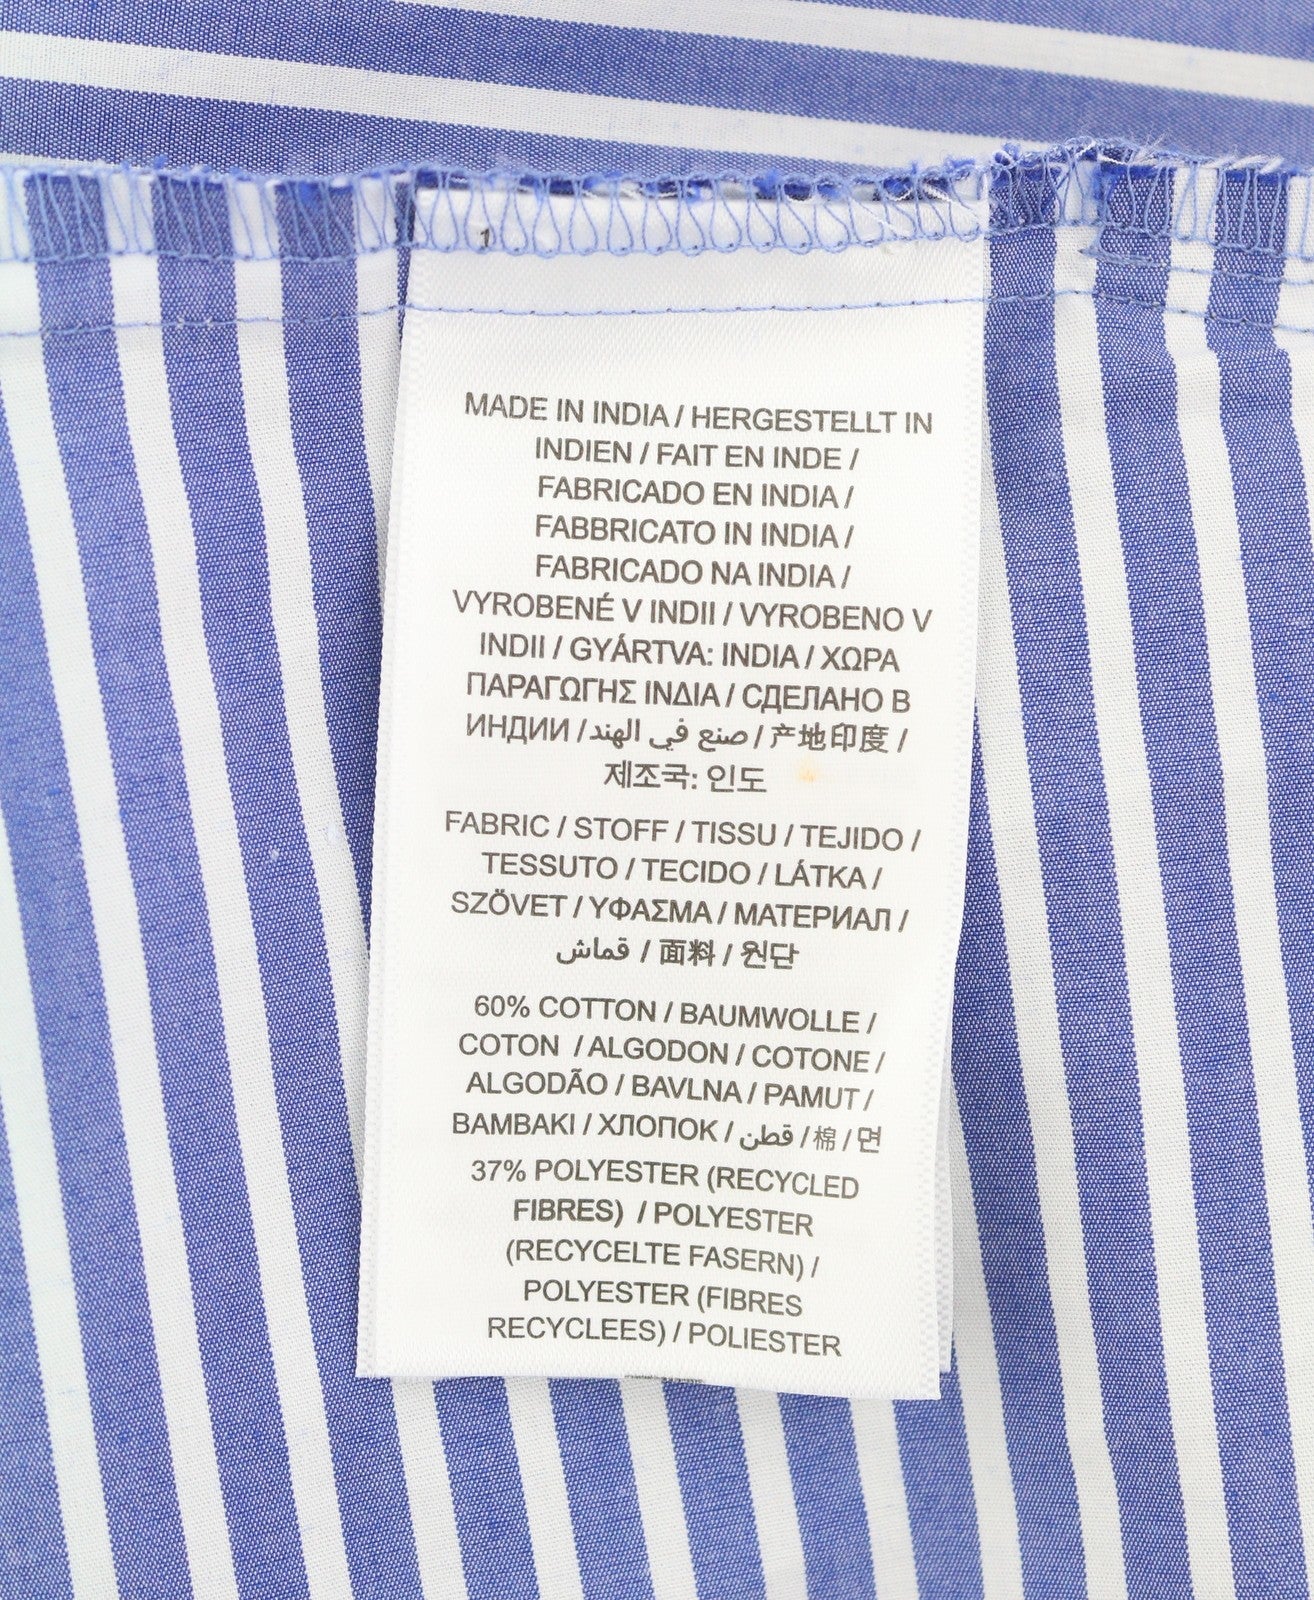 1
MADE IN INDIA / HERGESTELLT IN
INDIEN / FAIT EN INDE /
FABRICADO EN INDIA /
FABBRICATO IN INDIA /
FABRICADO NA INDIA /
VYROBENÉ V INDII / VYROBENO V
INDII / GYÁRTVA: INDIA / ΧΩΡΑ
ΠΑΡΑΓΩΓΗΣ ΙΝΔΙΑ / СДЕЛАНО В
ИНДИИ / صنع في الهند / 产地印度 /
제조국: 인도
FABRIC / STOFF / TISSU / TEJIDO /
TESSUTO / TECIDO / LÁTKA /
SZÖVET / ΥΦΑΣΜΑ / МАТЕРИАЛ /
قماش / 面料 / 원단
60% COTTON / BAUMWOLLE /
COTON / ALGODON / COTONE /
ALGODÃO / BAVLNA / PAMUT /
BAMBAKI / ХЛОПОК / قطن / 棉 / 면
37% POLYESTER (RECYCLED
FIBRES) / POLYESTER
(RECYCELTE FASERN) /
POLYESTER (FIBRES
RECYCLEES) / POLIESTER